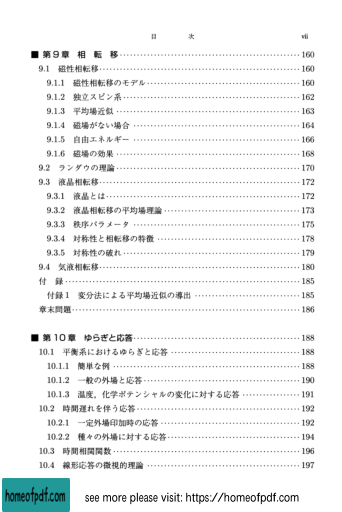 目 次 vii
■ 第9章 相 転 移 160
9.1 磁性相転移 160
9.1.1 磁性相転移のモデル 160
9.1.2 独立スピン系 162
9.1.3 平均場近似 163
9.1.4 磁場がない場合 164
9.1.5 自由エネルギー 166
9.1.6 磁場の効果 168
9.2 ランダウの理論 170
9.3 液晶相転移 172
9.3.1 液晶とは 172
9.3.2 液晶相転移の平均場理論 173
9.3.3 秩序パラメータ 175
9.3.4 対称性と相転移の特徴 178
9.3.5 対称性の破れ 179
9.4 気液相転移 180
付 録 185
付録1 変分法による平均場近似の導出 185
章末問題 186
■ 第10章 ゆらぎと応答 188
10.1 平衡系におけるゆらぎと応答 188
10.1.1 簡単な例 188
10.1.2 一般の外場と応答 190
10.1.3 温度，化学ポテンシャルの変化に対する応答 191
10.2 時間遅れを伴う応答 192
10.2.1 一定外場印加時の応答 192
10.2.2 種々の外場に対する応答 194
10.3 時間相関関数 196
10.4 線形応答の微視的理論 197
homeofpdf.com see more please visit: https://homeofpdf.com